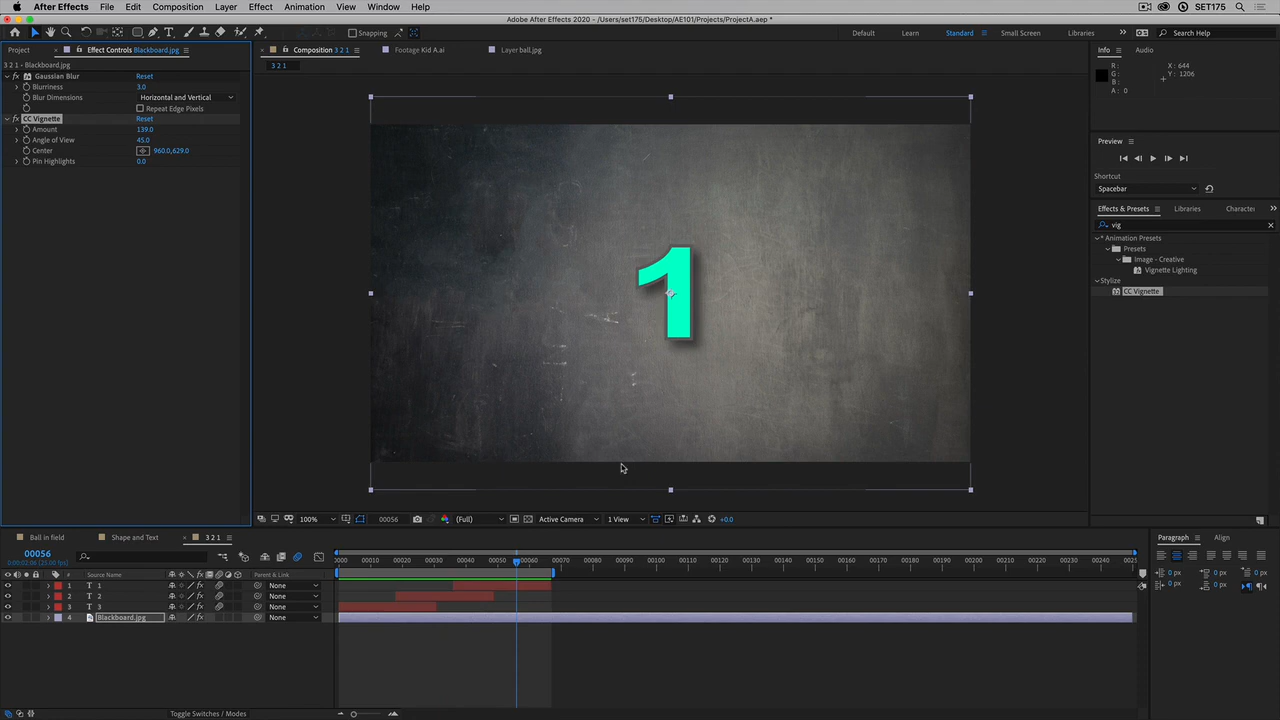 After Effects File Edit Composition Layer Effect Animation View Window Help SET175
Adobe After Effects 2020 - /Users/set175/Desktop/AE101/Projects/ProjectA.aep *
Snapping Default Learn Standard Small Screen Libraries Search Help
Project Effect Controls Blackboard.jpg Composition 3 2 1 Footage Kid A.ai Layer ball.jpg Info Audio
3 2 1 • Blackboard.jpg
3 2 1
fx Gaussian Blur Reset
Blurriness 3.0
Blur Dimensions Horizontal and Vertical
Repeat Edge Pixels
fx CC Vignette Reset
Amount 139.0
Angle of View 45.0
Center 960.0,629.0
Pin Highlights 0.0
1
R :
G :
B :
A : 0
X : 644
Y : 1206
Preview
Shortcut
Spacebar
Effects & Presets Libraries Character
vig
* Animation Presets
Presets
Image - Creative
Vignette Lighting
Stylize
CC Vignette
100% 00056 (Full) Active Camera 1 View +0.0
Ball in field Shape and Text 3 2 1
00056
0:00:02:06 (25.00 fps)
# Source Name Parent & Link
0000 00010 00020 00030 00040 00050 00060 00070 00080 00090 00100 00110 00120 00130 00140 00150 00160 00170 00180 00190 00200 00210 00220 00230 00240 0025
1 T 1 None
2 T 2 None
3 T 3 None
4 Blackboard.jpg None
Toggle Switches / Modes
Paragraph Align
0 px 0 px
0 px 0 px
0 px